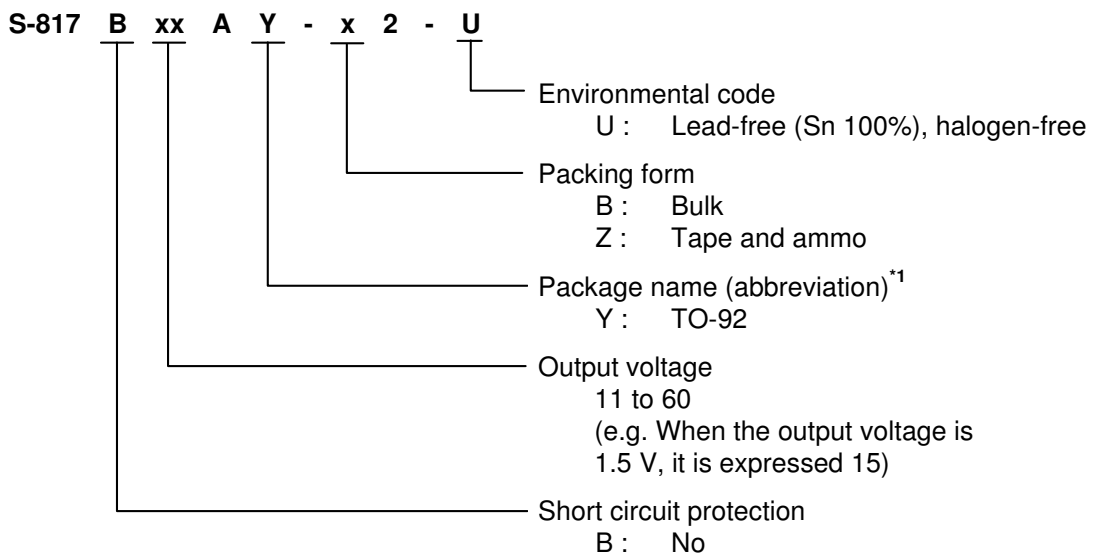 S-817 B xx A Y - x 2 - U
Environmental code
U : Lead-free (Sn 100%), halogen-free
Packing form
B : Bulk
Z : Tape and ammo
Package name (abbreviation)*1
Y : TO-92
Output voltage
11 to 60
(e.g. When the output voltage is
1.5 V, it is expressed 15)
Short circuit protection
B : No